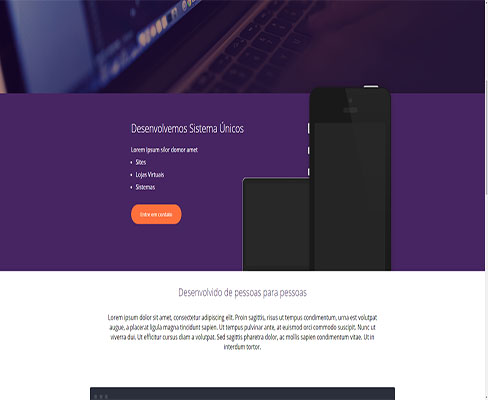 Desenvolvemos Sistema Únicos
Lorem Ipsum silor domor amet
Sites
Lojas Virtuais
Sistemas
Entre em contato
Desenvolvido de pessoas para pessoas
Lorem ipsum dolor sit amet, consectetur adipiscing elit. Proin sagittis, risus ut tempus condimentum, urna est volutpat
augue, a placerat ligula magna tincidunt sapien. Ut tempus pulvinar ante, at euismod orci commodo suscipit. Nunc ut
viverra dui. Ut efficitur cursus diam a volutpat. Sed sagittis pharetra dolor, ac mollis sapien condimentum vitae. Ut in
interdum tortor.